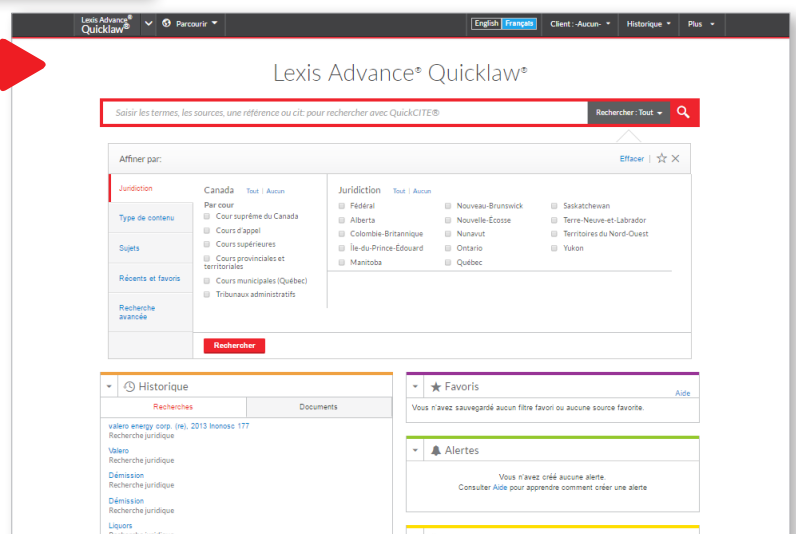 Lexis Advance®
Quicklaw®
Parcourir
English Français
Client : -Aucun-
Historique
Plus
Lexis Advance® Quicklaw®
Saisir les termes, les sources, une référence ou cit: pour rechercher avec QuickCITE®
Rechercher : Tout
Affiner par:
Effacer
Juridiction
Type de contenu
Sujets
Récents et favoris
Recherche
avancée
Canada Tout | Aucun
Par cour
Cour suprême du Canada
Cours d'appel
Cours supérieures
Cours provinciales et
territoriales
Cours municipales (Québec)
Tribunaux administratifs
Juridiction Tout | Aucun
Fédéral
Alberta
Colombie-Britannique
Île-du-Prince-Edouard
Manitoba
Nouveau-Brunswick
Nouvelle-Ecosse
Nunavut
Ontario
Québec
Saskatchewan
Terre-Neuve-et-Labrador
Territoires du Nord-Ouest
Yukon
Rechercher
Historique
Recherches
Documents
valero energy corp. (re), 2013 lnonosc 177
Recherche juridique
Valero
Recherche juridique
Démission
Recherche juridique
Démission
Recherche juridique
Liquors
Favoris
Aide
Vous n'avez sauvegardé aucun filtre favori ou aucune source favorite.
Alertes
Vous n'avez créé aucune alerte.
Consulter Aide pour apprendre comment créer une alerte